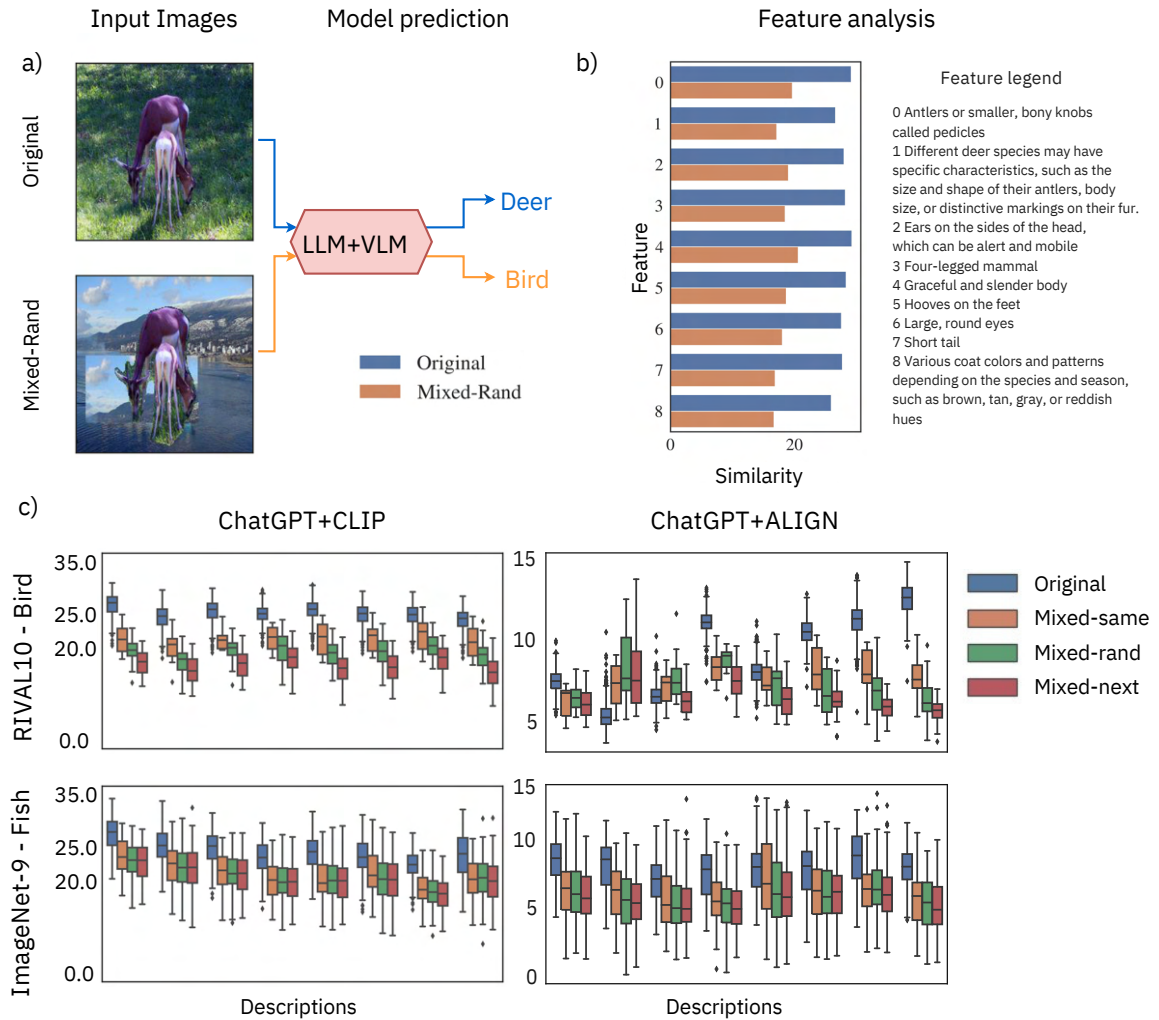 Input Images
Model prediction
Feature analysis
a)
Original
Mixed-Rand
LLM+VLM
Deer
Bird
Original
Mixed-Rand
b)
Feature
0
1
2
3
4
5
6
7
8
0
20
Similarity
Feature legend
0 Antlers or smaller, bony knobs
called pedicles
1 Different deer species may have
specific characteristics, such as the
size and shape of their antlers, body
size, or distinctive markings on their fur.
2 Ears on the sides of the head,
which can be alert and mobile
3 Four-legged mammal
4 Graceful and slender body
5 Hooves on the feet
6 Large, round eyes
7 Short tail
8 Various coat colors and patterns
depending on the species and season,
such as brown, tan, gray, or reddish
hues
c)
ChatGPT+CLIP
ChatGPT+ALIGN
RIVAL10 - Bird
35.0
25.0
20.0
0.0
15
10
5
Original
Mixed-same
Mixed-rand
Mixed-next
ImageNet-9 - Fish
35.0
25.0
20.0
0.0
15
10
5
0
Descriptions
Descriptions